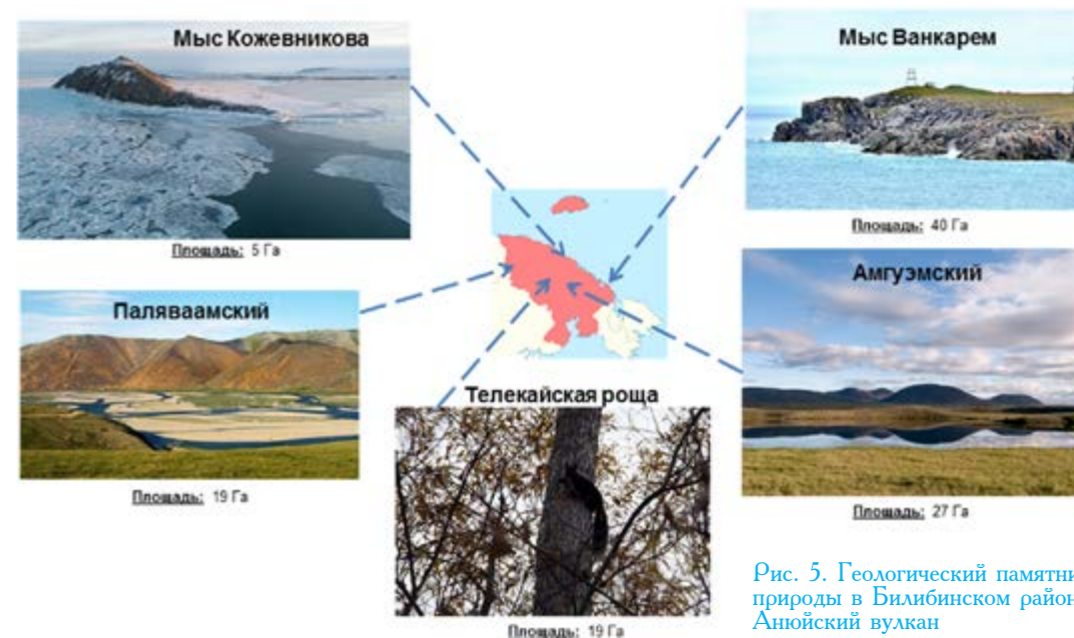 Мыс Кожевникова
Площадь: 5 Га
Мыс Ванкарем
Площадь: 40 Га
Паляваамский
Площадь: 19 Га
Амгуэмский
Площадь: 27 Га
Телекайская роща
Площадь: 19 Га
Рис. 5. Геологический памятни
природы в Билибинском район
Анюйский вулкан